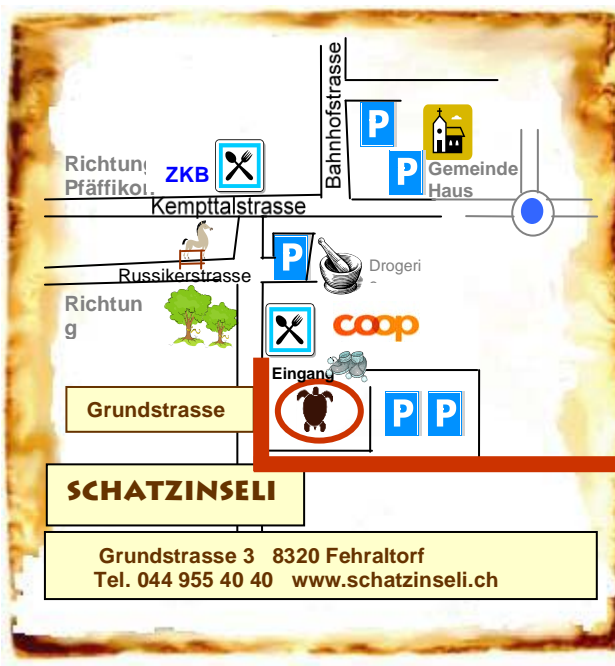 Bahnhofstrasse
P
P
Gemeinde
Haus
Richtung
Pfäffikon
ZKB
Kempttalstrasse
P
Drogeri
Russikerstrasse
Richtun
g
coop
Eingang
Grundstrasse
P P
SCHATZINSELI
Grundstrasse 3 8320 Fehraltorf
Tel. 044 955 40 40 www.schatzinseli.ch